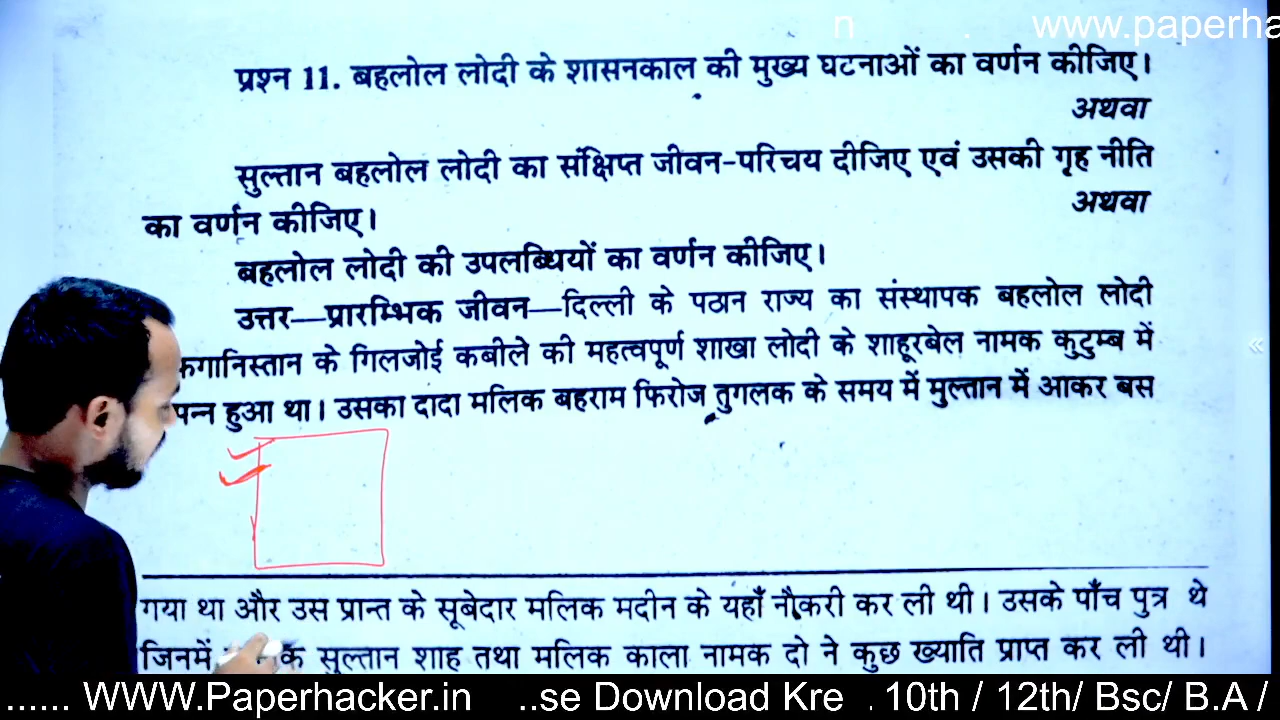 n . www.paperha
प्रश्न 11. बहलोल लोदी के शासनकाल की मुख्य घटनाओं का वर्णन कीजिए।
अथवा
सुल्तान बहलोल लोदी का संक्षिप्त जीवन-परिचय दीजिए एवं उसकी गृह नीति
का वर्णन कीजिए।
अथवा
बहलोल लोदी की उपलब्धियों का वर्णन कीजिए।
उत्तर—प्रारम्भिक जीवन—दिल्ली के पठान राज्य का संस्थापक बहलोल लोदी
के गिलजोई कबीले की महत्वपूर्ण शाखा लोदी के शाहूरबेल नामक कुटुम्ब में
हुआ था। उसका दादा मलिक बहराम फिरोज तुगलक के समय में मुल्तान में आकर बस
गया था और उस प्रान्त के सूबेदार मलिक मदीन के यहाँ नौकरी कर ली थी। उसके पाँच पुत्र थे
जिनमें सुल्तान शाह तथा मलिक काला नामक दो ने कुछ ख्याति प्राप्त कर ली थी।
...... WWW.Paperhacker.in ..se Download Kre . 10th / 12th/ Bsc/ B.A /